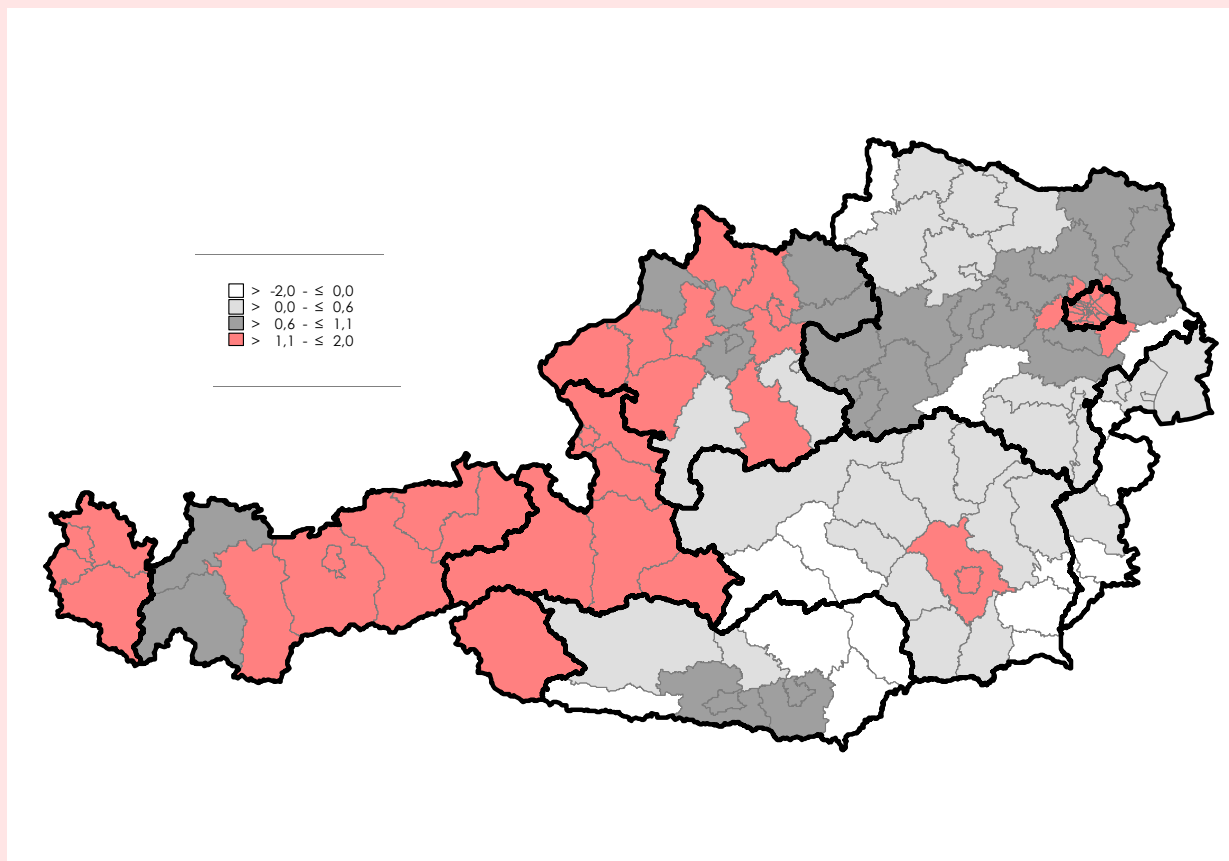 > -2,0 - ≤ 0,0
> 0,0 - ≤ 0,6
> 0,6 - ≤ 1,1
> 1,1 - ≤ 2,0